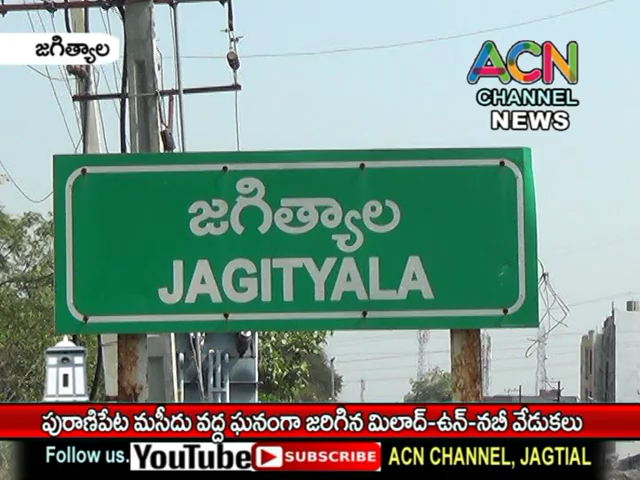 జగిత్యాల
ACN
CHANNEL
NEWS
జగిత్యాల
JAGITYALA
పురాణిపేట మసీదు వద్ద ఘనంగా జరిగిన మిలాద్-ఉన్-నబీ వేడుకలు
Follow us. YouTube SUBSCRIBE ACN CHANNEL, JAGTIAL